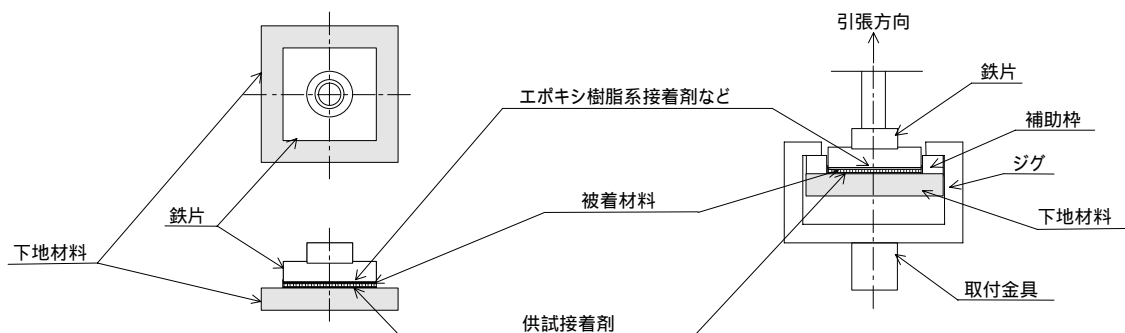 引張方向
鉄片
エポキシ樹脂系接着剤など
補助枠
ジグ
被着材料
鉄片
下地材料
下地材料
取付金具
供試接着剤